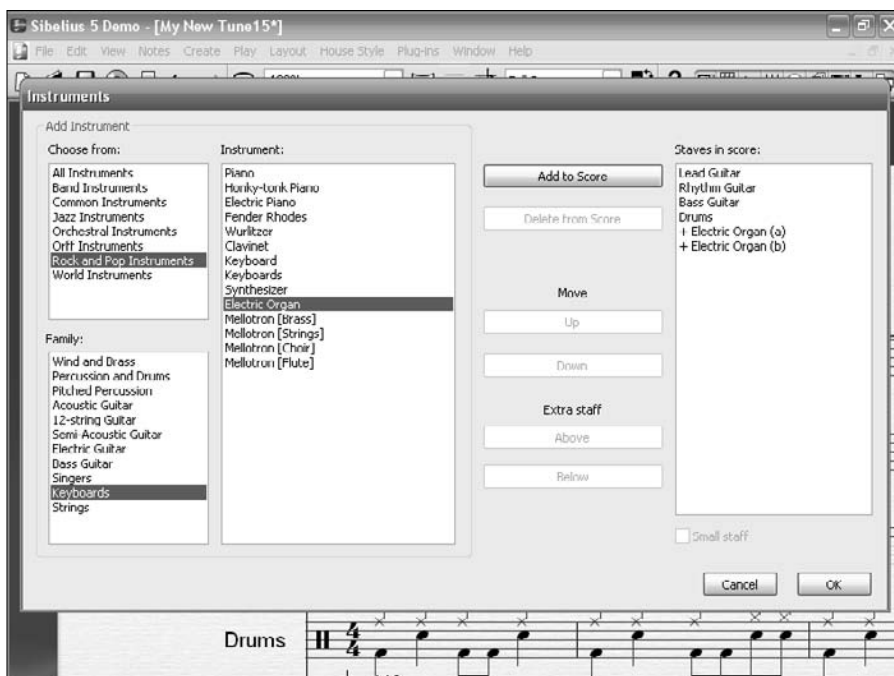 Sibelius 5 Demo - [My New Tune15*]
File Edit View Notes Create Play Layout House Style Plug-ins Window Help
Instruments
Add Instrument
Choose from:
All Instruments
Band Instruments
Common Instruments
Jazz Instruments
Orchestral Instruments
Orff Instruments
Rock and Pop Instruments
World Instruments
Family:
Wind and Brass
Percussion and Drums
Pitched Percussion
Acoustic Guitar
12-string Guitar
Semi-Acoustic Guitar
Electric Guitar
Bass Guitar
Singers
Keyboards
Strings
Instrument:
Piano
Honky-tonk Piano
Electric Piano
Fender Rhodes
Wurlitzer
Clavinet
Keyboard
Keyboards
Synthesizer
Electric Organ
Mellotron [Brass]
Mellotron [Strings]
Mellotron [Choir]
Mellotron [Flute]
Add to Score
Delete from Score
Move
Up
Down
Extra staff
Above
Below
Staves in score:
Lead Guitar
Rhythm Guitar
Bass Guitar
Drums
+ Electric Organ (a)
+ Electric Organ (b)
Small staff
Cancel
OK
Drums
4
4